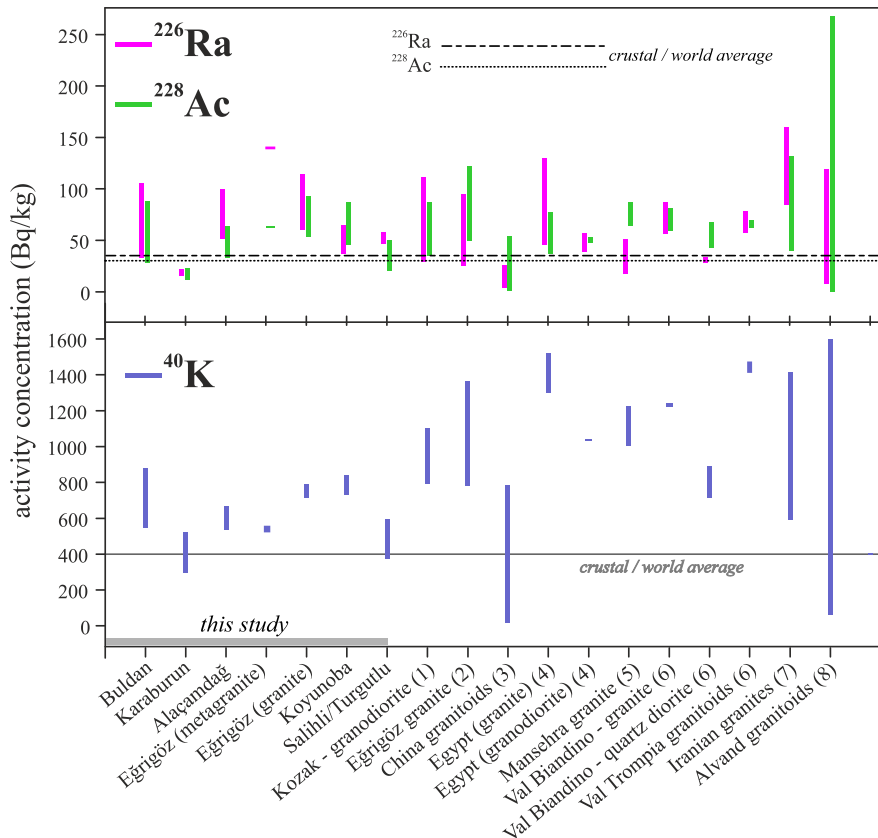 activity concentration (Bq/kg)
250
200
150
100
50
0
²²⁶Ra
²²⁸Ac
²²⁶Ra
²²⁸Ac
crustal / world average
1600
1400
1200
1000
800
600
400
200
0
⁴⁰K
crustal / world average
this study
Buldan
Karaburun
Alaçamdağ
Eğrigöz (metagranite)
Eğrigöz (granite)
Koyunoba
Salihli/Turgutlu
Kozak - granodiorite (1)
Eğrigöz granite (2)
China granitoids (3)
Egypt (granite) (4)
Egypt (granodiorite) (4)
Mansehra granite (5)
Val Biandino - granite (6)
Val Biandino - quartz diorite (6)
Val Trompia granitoids (6)
Iranian granites (7)
Alvand granitoids (8)